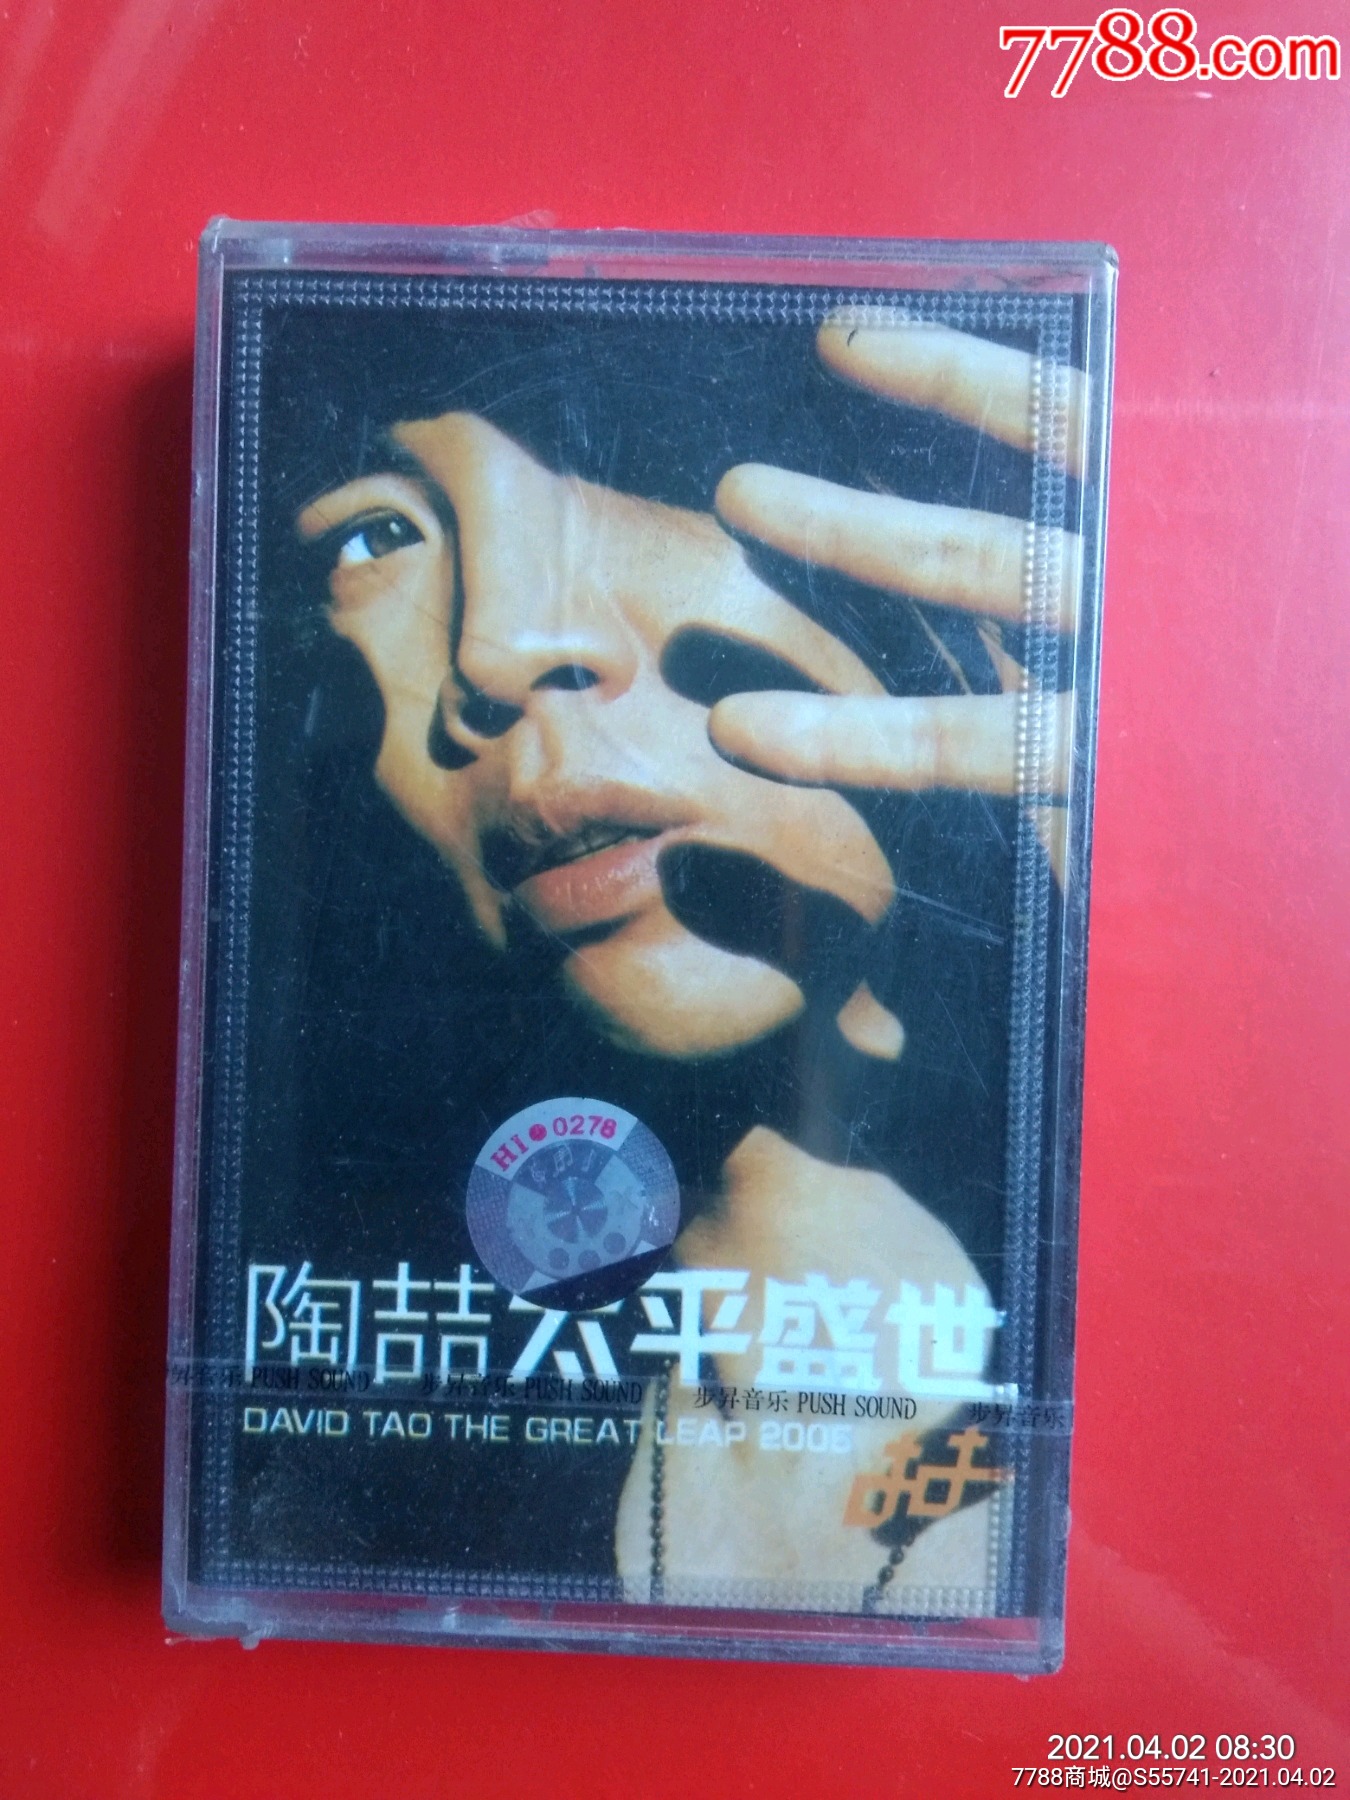 7788.com
HI 0278
陶喆太平盛世
昇音乐 PUSH SOUND 步昇音乐 PUSH SOUND 步昇音乐 PUSH SOUND 步昇音乐
DAVID TAO THE GREAT LEAP 2005
2021.04.02 08:30
7788商城@S55741-2021.04.02